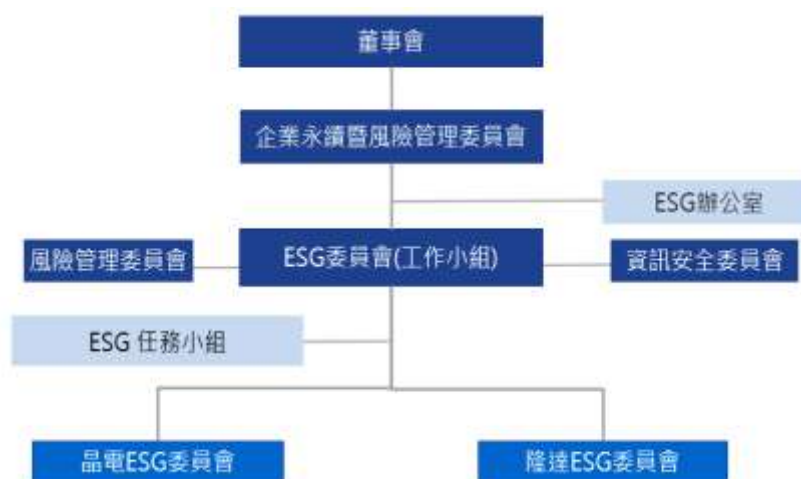 董事會
企業永續暨風險管理委員會
ESG辦公室
風險管理委員會
ESG委員會(工作小組)
資訊安全委員會
ESG 任務小組
晶電ESG委員會
隆達ESG委員會